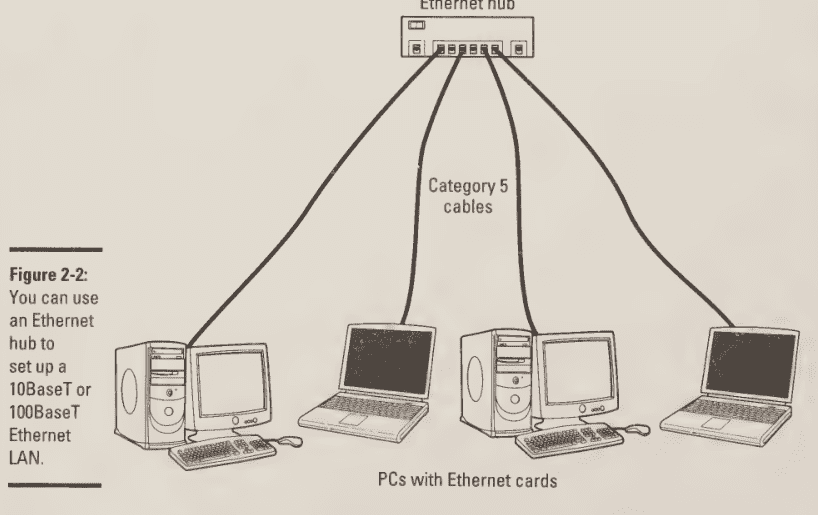 Ethernet hub
Category 5
cables
Figure 2-2:
You can use
an Ethernet
hub to
set up a
10BaseT or
100BaseT
Ethernet
LAN.
PCs with Ethernet cards